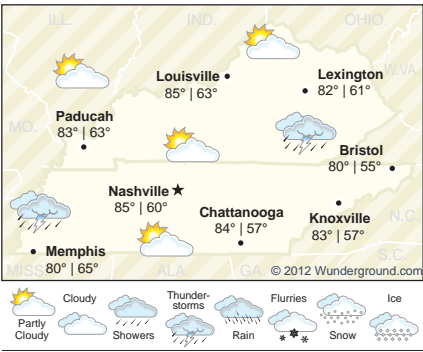 ILL.
IND.
OHIO.
W.VA.
Louisville
85° | 63°
Lexington
82° | 61°
Paducah
83° | 63°
MO.
Bristol
80° | 55°
Nashville
85° | 60°
Chattanooga
84° | 57°
Knoxville
83° | 57°
N.C.
Memphis
80° | 65°
MISS.
ALA.
GA.
S.C.
© 2012 Wunderground.com
Partly
Cloudy
Cloudy
Showers
Thunder-
storms
Rain
Flurries
Snow
Ice